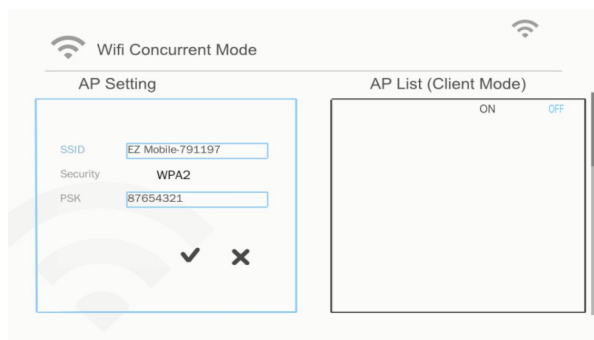 Wifi Concurrent Mode
AP Setting
AP List (Client Mode)
ON OFF
SSID EZ Mobile-791197
Security WPA2
PSK 87654321